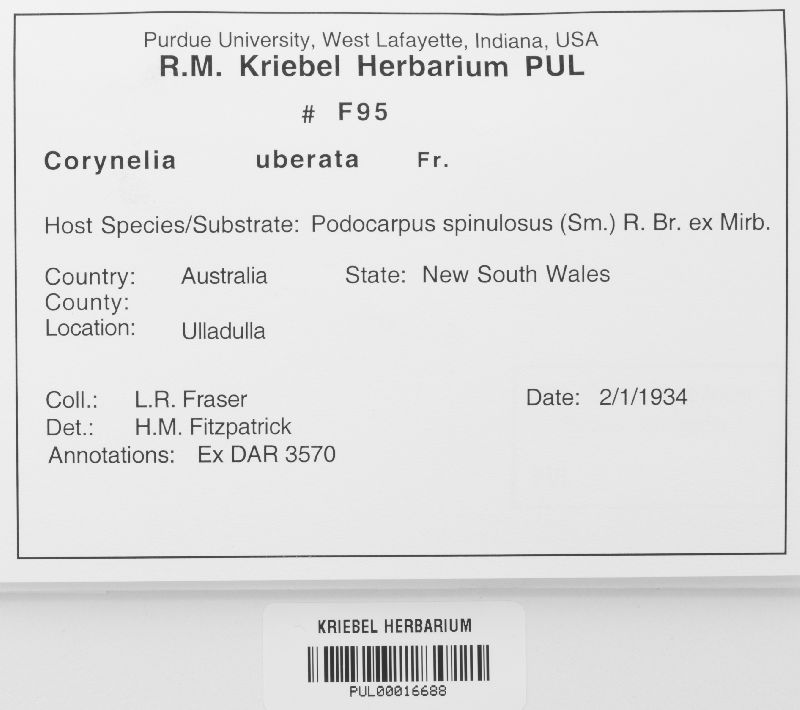 Purdue University, West Lafayette, Indiana, USA
R.M. Kriebel Herbarium PUL
# F95
Corynelia uberata Fr.
Host Species/Substrate: Podocarpus spinulosus (Sm.) R. Br. ex Mirb.
Country: Australia State: New South Wales
County:
Location: Ulladulla
Coll.: L.R. Fraser Date: 2/1/1934
Det.: H.M. Fitzpatrick
Annotations: Ex DAR 3570
KRIEBEL HERBARIUM
PUL00016688